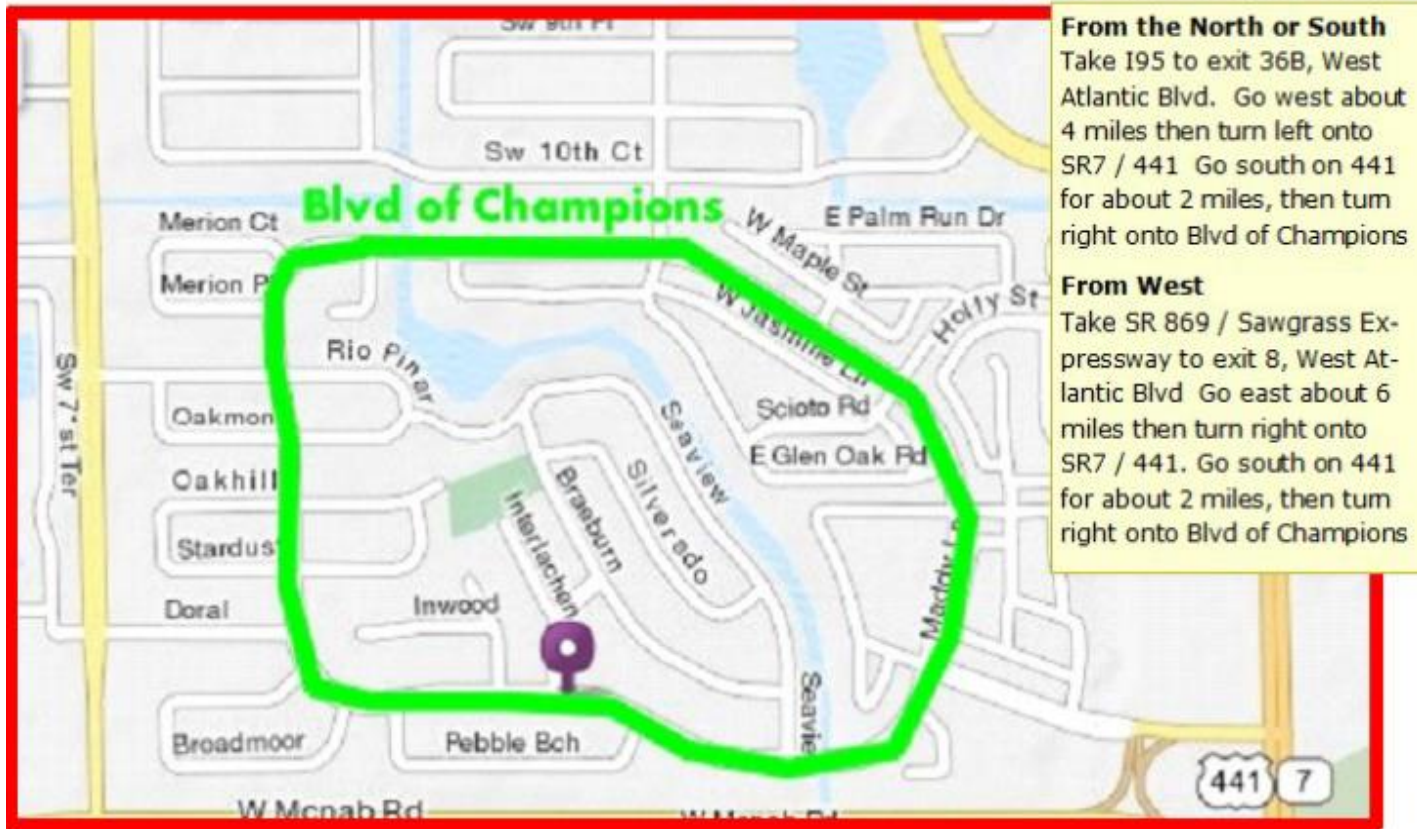 Sw 9th Pl
Sw 10th Ct
Blvd of Champions
Merion Ct
W Maple St
E Palm Run Dr
Merion P
W Jasmine Ln
Holly St
Rio Pinar
Sw 7 st Ter
Oakmon
Scioto Rd
Seaview
E Glen Oak Rd
Oakhill
Silverado
Braeburn
Interlachen
Stardus
Maddy L
Doral
Inwood
Seavie
Broadmoor
Pebble Bch
441
7
W Mcnab Rd
W Mcnab Rd
From the North or South
Take I95 to exit 36B, West
Atlantic Blvd. Go west about
4 miles then turn left onto
SR7 / 441 Go south on 441
for about 2 miles, then turn
right onto Blvd of Champions
From West
Take SR 869 / Sawgrass Ex-
pressway to exit 8, West At-
lantic Blvd Go east about 6
miles then turn right onto
SR7 / 441. Go south on 441
for about 2 miles, then turn
right onto Blvd of Champions